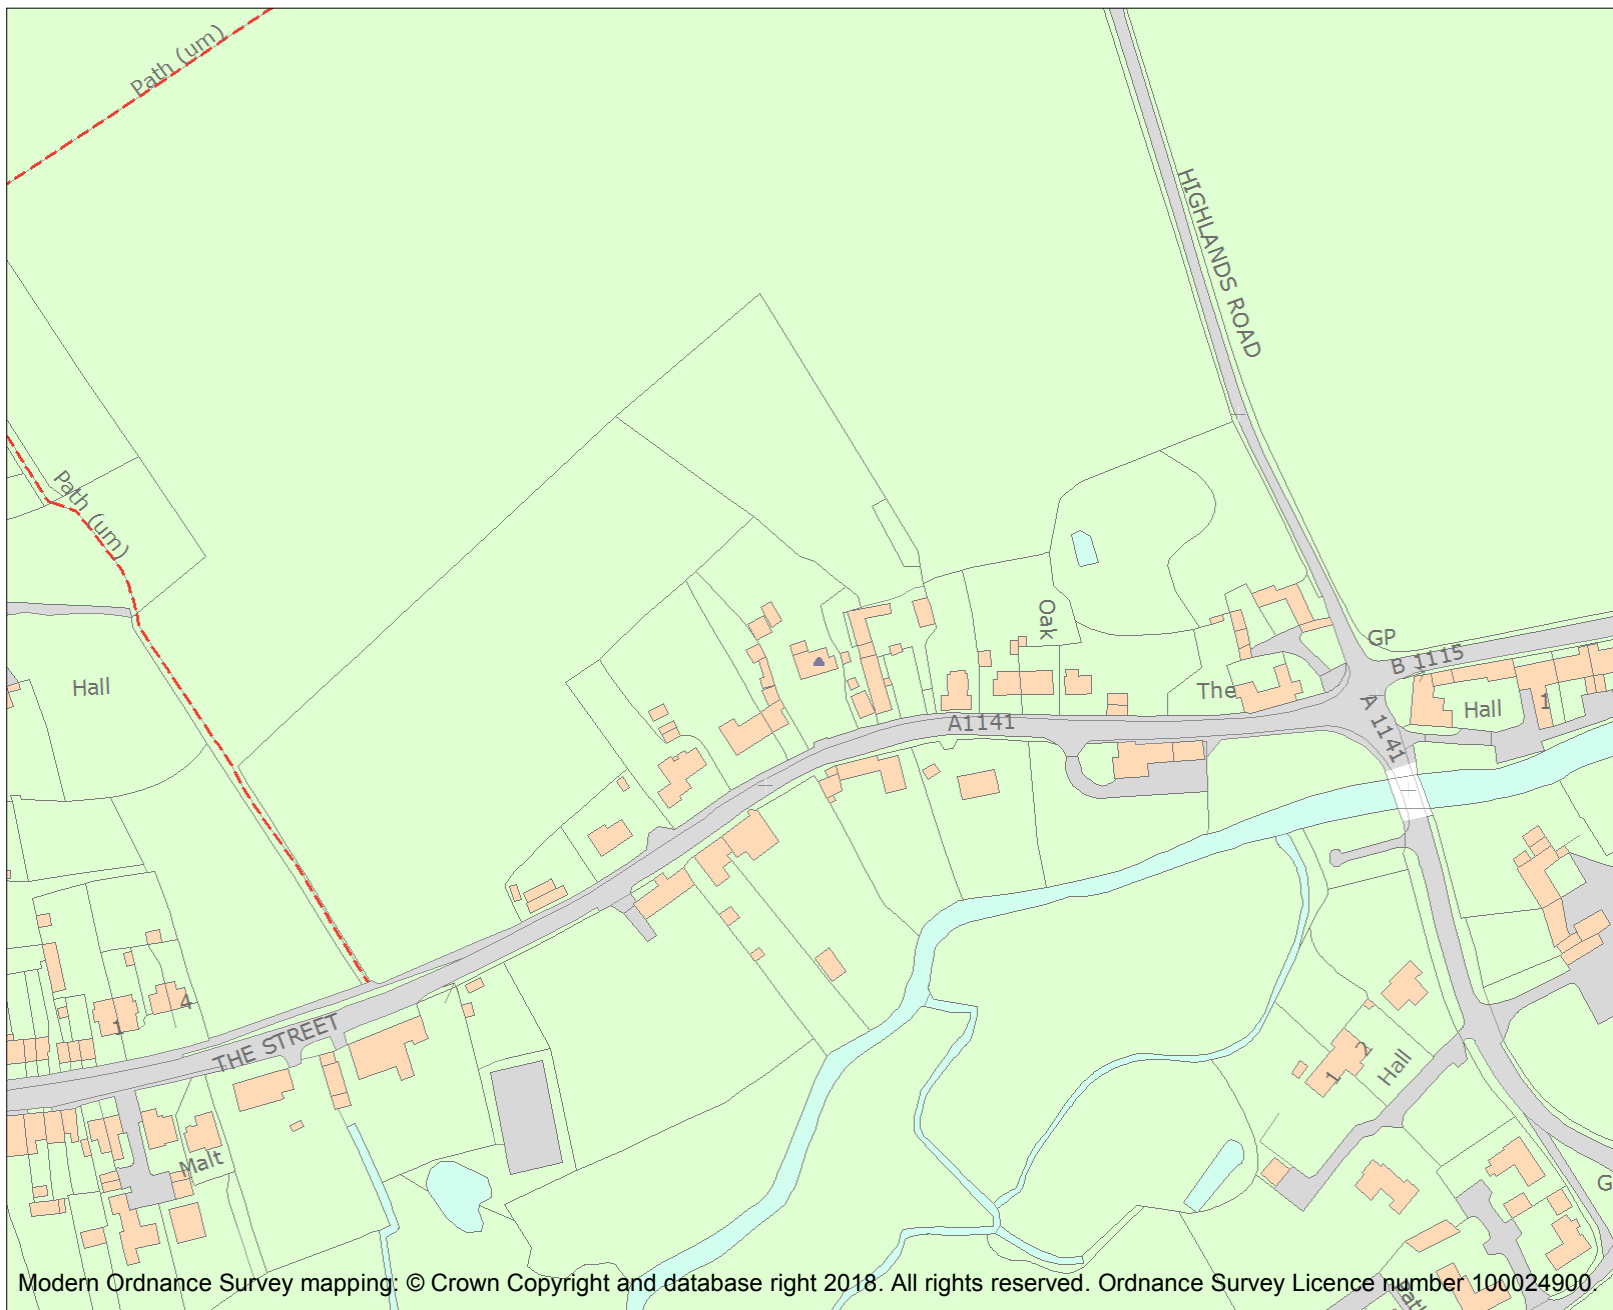 Path (um)
HIGHLANDS ROAD
Path (um)
Oak
GP
B 1115
Hall
The
Hall
1
A1141
A 1141
4
1
THE STREET
2
1
Hall
Malt
G
Path
Modern Ordnance Survey mapping: © Crown Copyright and database right 2018. All rights reserved. Ordnance Survey Licence number 100024900.